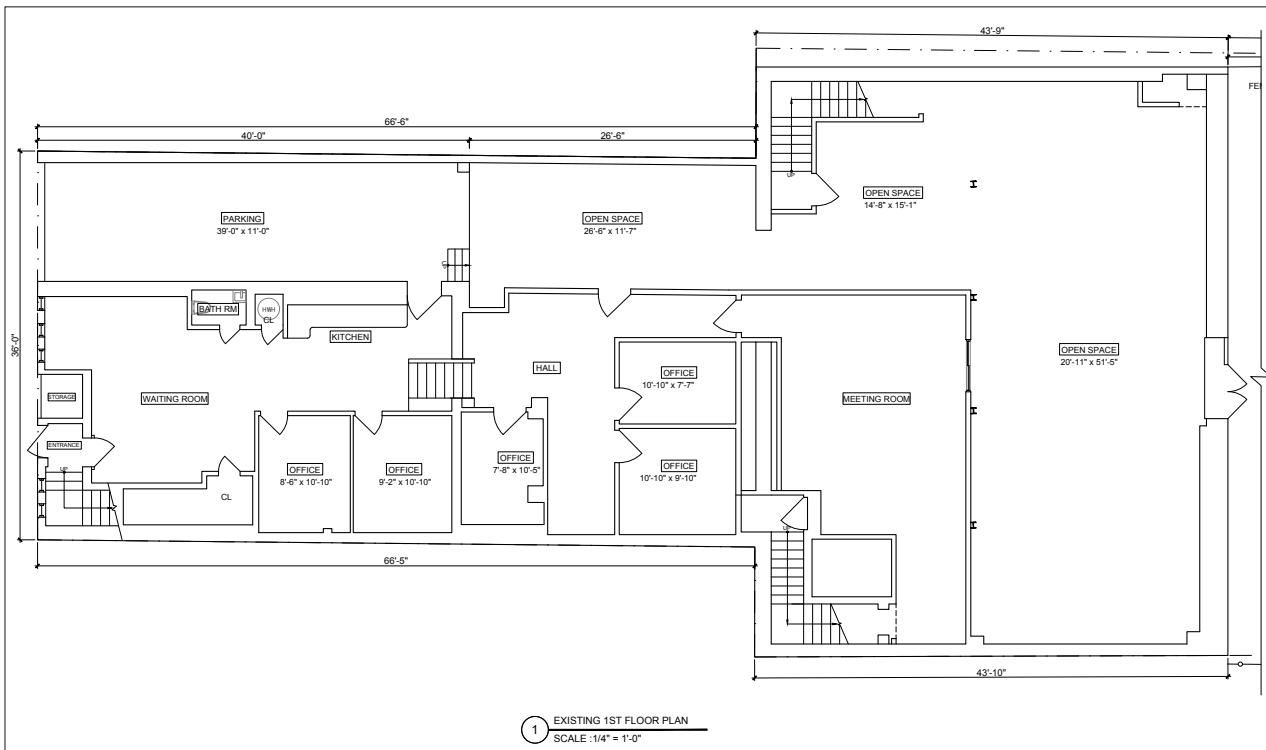 43'-9"
FE
66'-6"
40'-0"
26'-6"
UP
OPEN SPACE
14'-8" x 15'-1"
PARKING
39'-0" x 11'-0"
OPEN SPACE
26'-6" x 11'-7"
UP
BATH RM
HWH
CL
KITCHEN
36'-0"
HALL
OFFICE
10'-10" x 7'-7"
OPEN SPACE
20'-11" x 51'-5"
STORAGE
WAITING ROOM
MEETING ROOM
ENTRANCE
UP
OFFICE
8'-6" x 10'-10"
OFFICE
9'-2" x 10'-10"
OFFICE
7'-8" x 10'-5"
OFFICE
10'-10" x 9'-10"
CL
UP
66'-5"
43'-10"
1
EXISTING 1ST FLOOR PLAN
SCALE :1/4" = 1'-0"